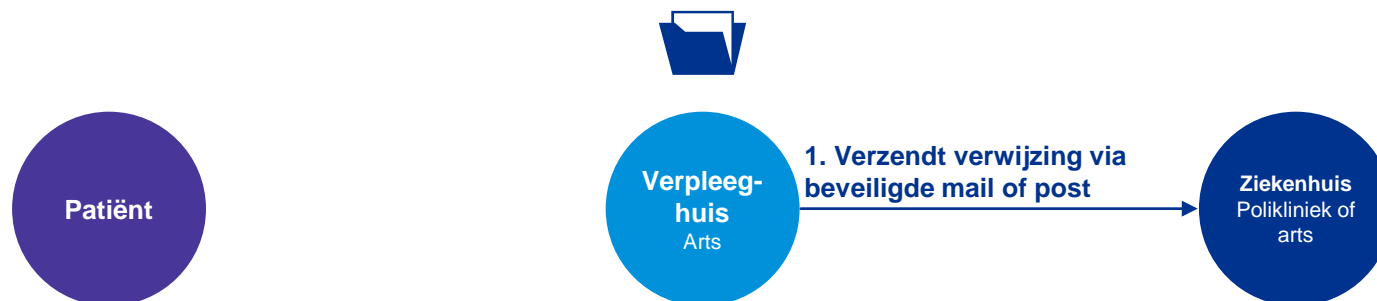 Patiënt
Verpleeg-
huis
Arts
1. Verzendt verwijzing via
beveiligde mail of post
Ziekenhuis
Polikliniek of
arts